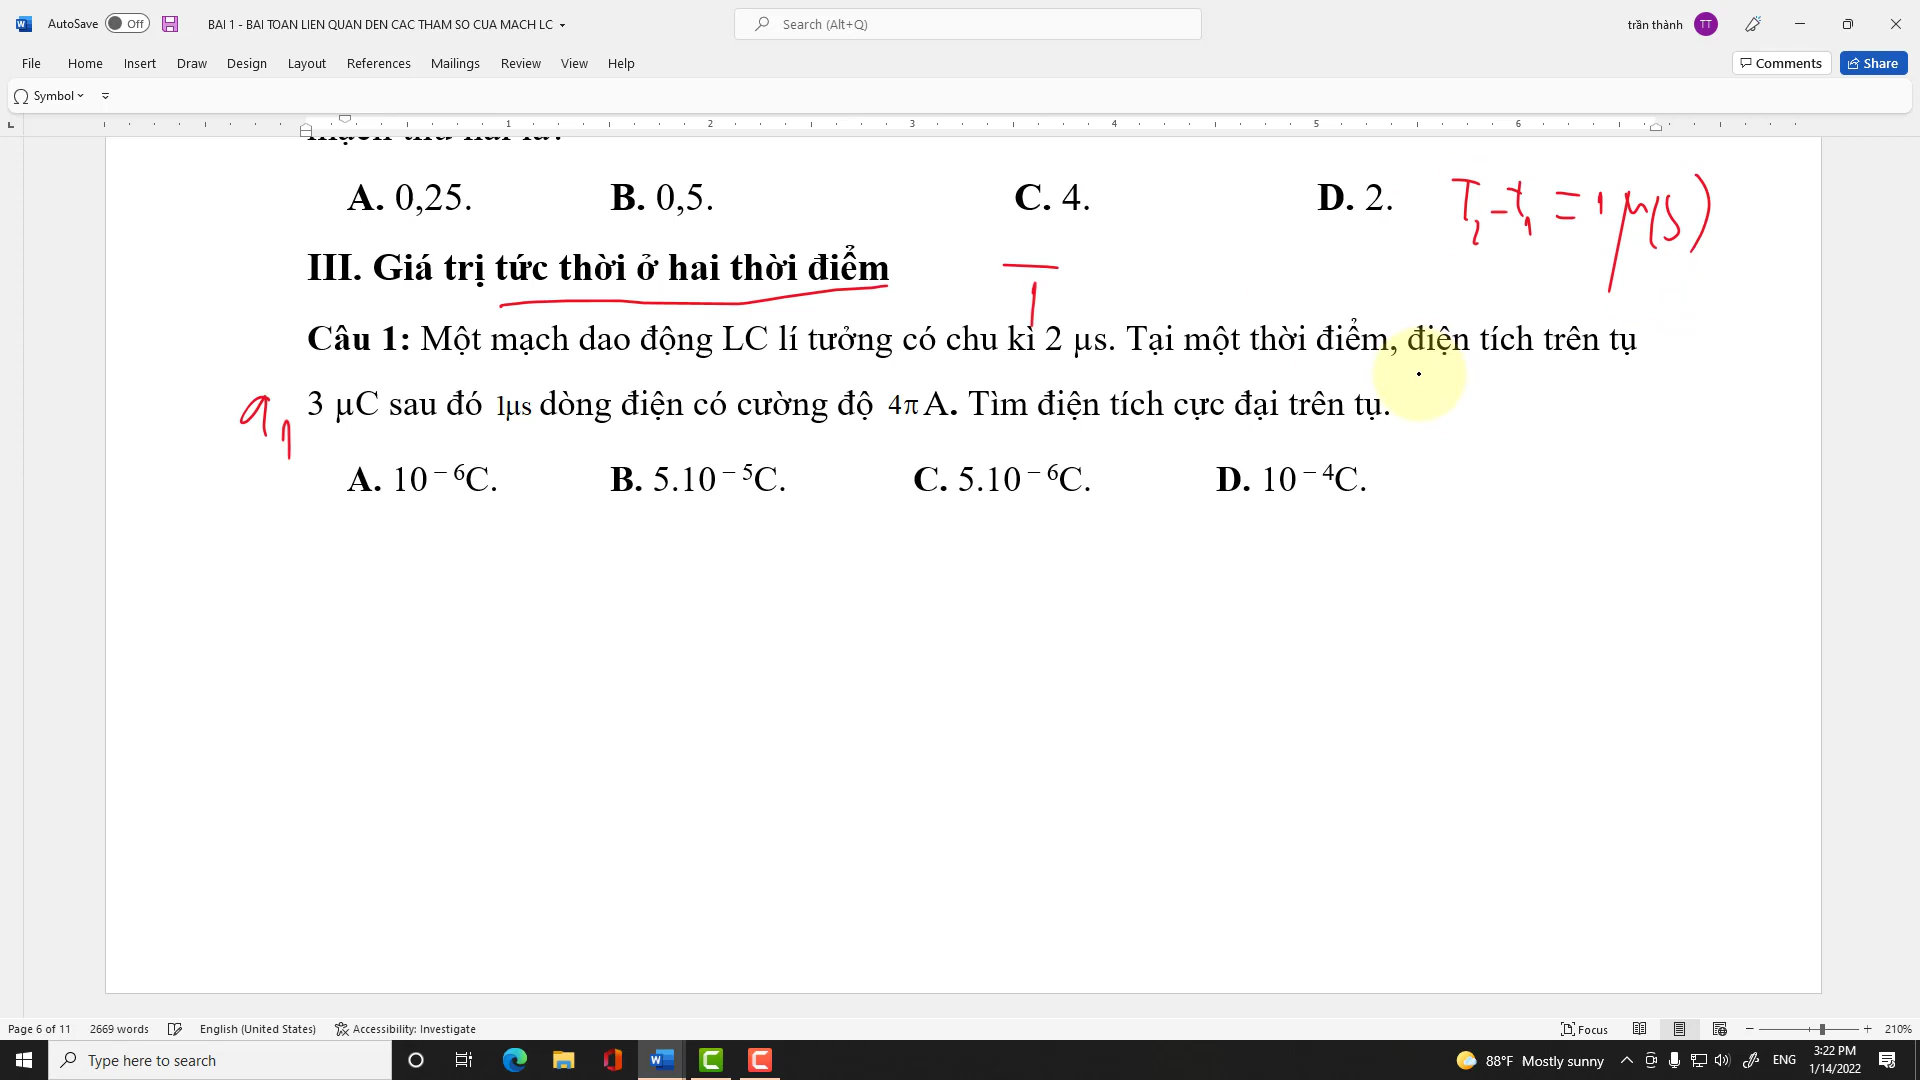 AutoSave Off BAI 1 - BAI TOAN LIEN QUAN DEN CAC THAM SO CUA MACH LC Search (Alt+Q) trần thành TT
File Home Insert Draw Design Layout References Mailings Review View Help Comments Share
Symbol
1 2 3 4 5 6
A. 0,25. B. 0,5. C. 4. D. 2.
T₂ - t₁ = 1 μ(s)
III. Giá trị tức thời ở hai thời điểm
T
Câu 1: Một mạch dao động LC lí tưởng có chu kì 2 μs. Tại một thời điểm, điện tích trên tụ
q₁ 3 μC sau đó 1μs dòng điện có cường độ 4π A. Tìm điện tích cực đại trên tụ.
A. 10⁻⁶C. B. 5.10⁻⁵C. C. 5.10⁻⁶C. D. 10⁻⁴C.
Page 6 of 11 2669 words English (United States) Accessibility: Investigate Focus 210%
Type here to search 88°F Mostly sunny ENG 3:22 PM
1/14/2022